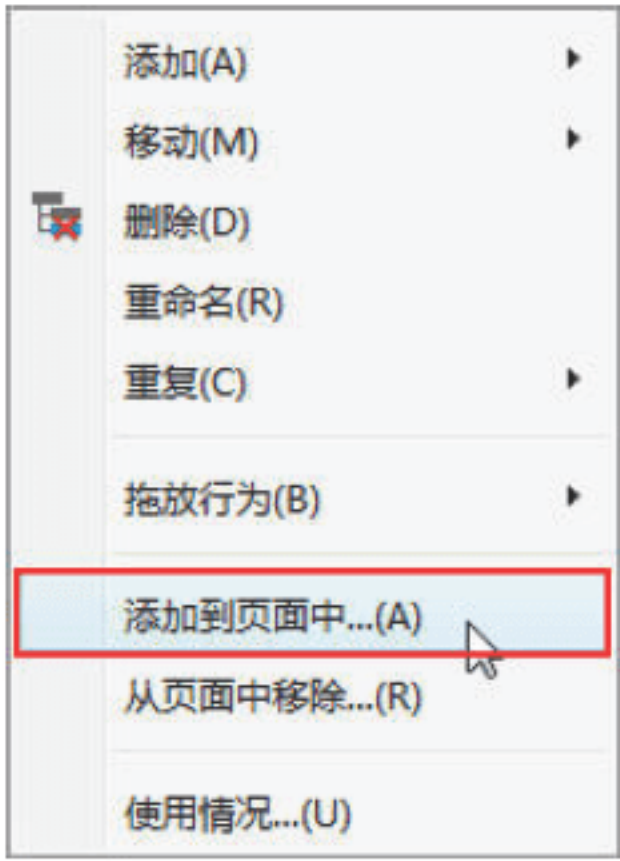 添加(A)
移动(M)
删除(D)
重命名(R)
重复(C)
拖放行为(B)
添加到页面中...(A)
从页面中移除...(R)
使用情况...(U)